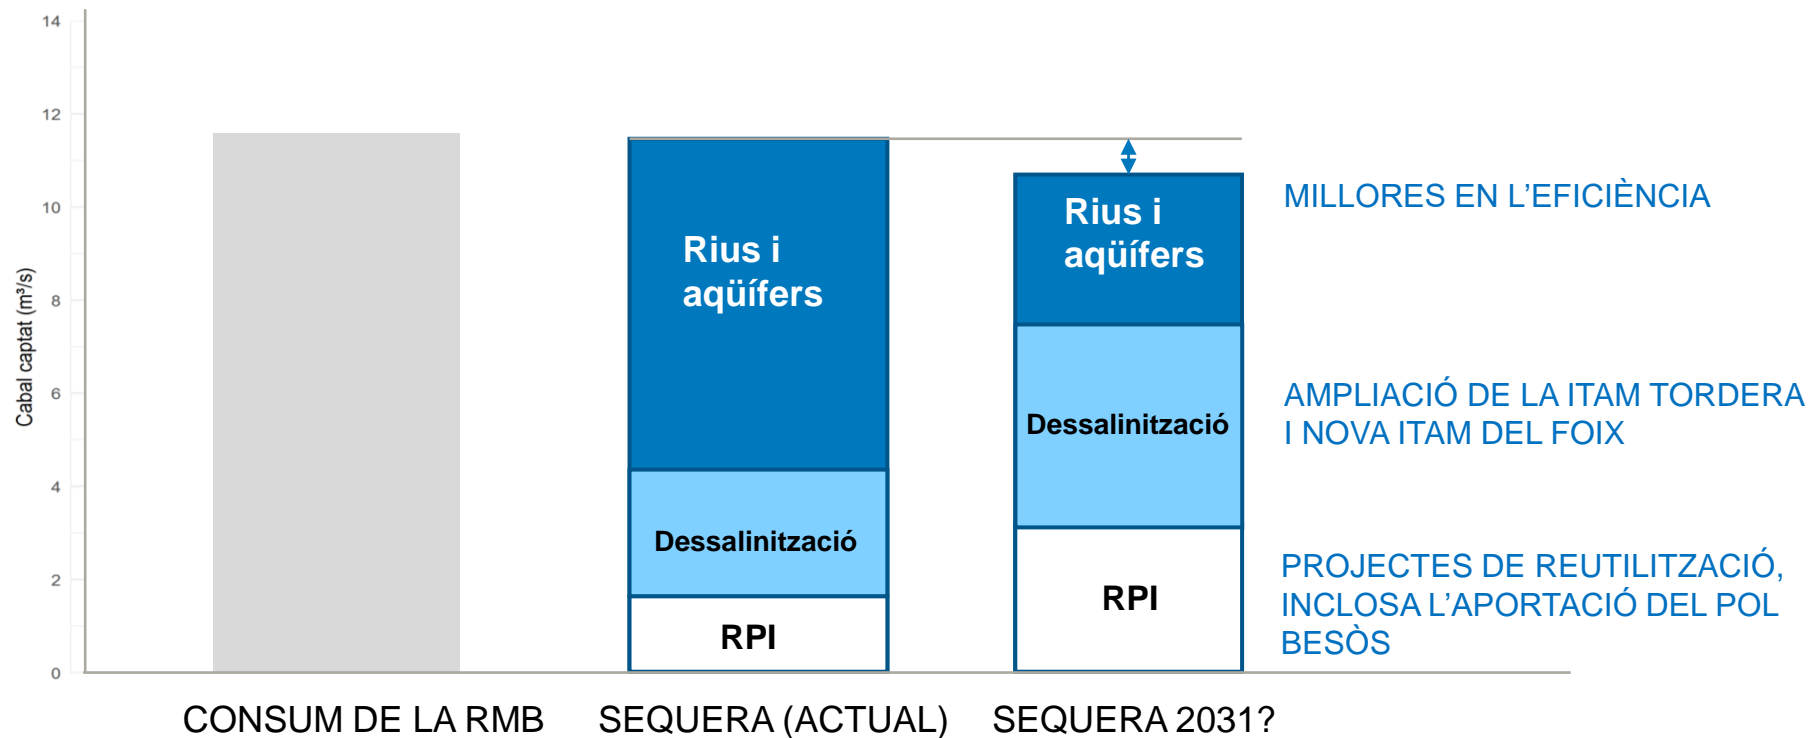 14
12
10
8
6
4
2
0
Cabal captat (m³/s)
Rius i
aqüífers
Dessalinització
RPI
Rius i
aqüífers
Dessalinització
RPI
MILLORES EN L’EFICIÈNCIA
AMPLIACIÓ DE LA ITAM TORDERA
I NOVA ITAM DEL FOIX
PROJECTES DE REUTILITZACIÓ,
INCLOSA L’APORTACIÓ DEL POL
BESÒS
CONSUM DE LA RMB
SEQUERA (ACTUAL)
SEQUERA 2031?